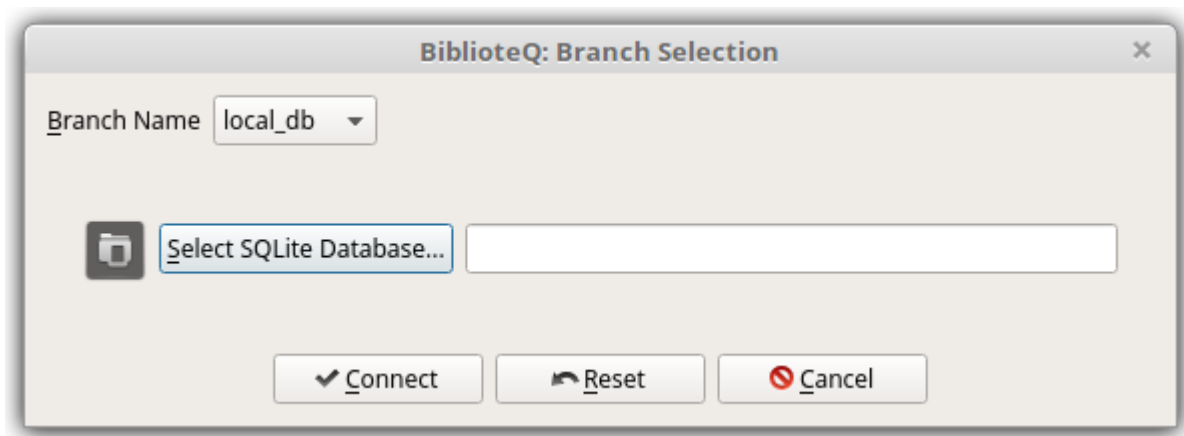 BiblioteQ: Branch Selection
Branch Name local_db
Select SQLite Database...
Connect Reset Cancel